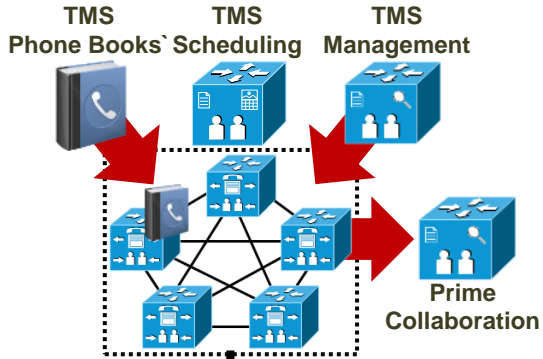 TMS
Phone Books`
TMS
Scheduling
TMS
Management
Prime
Collaboration